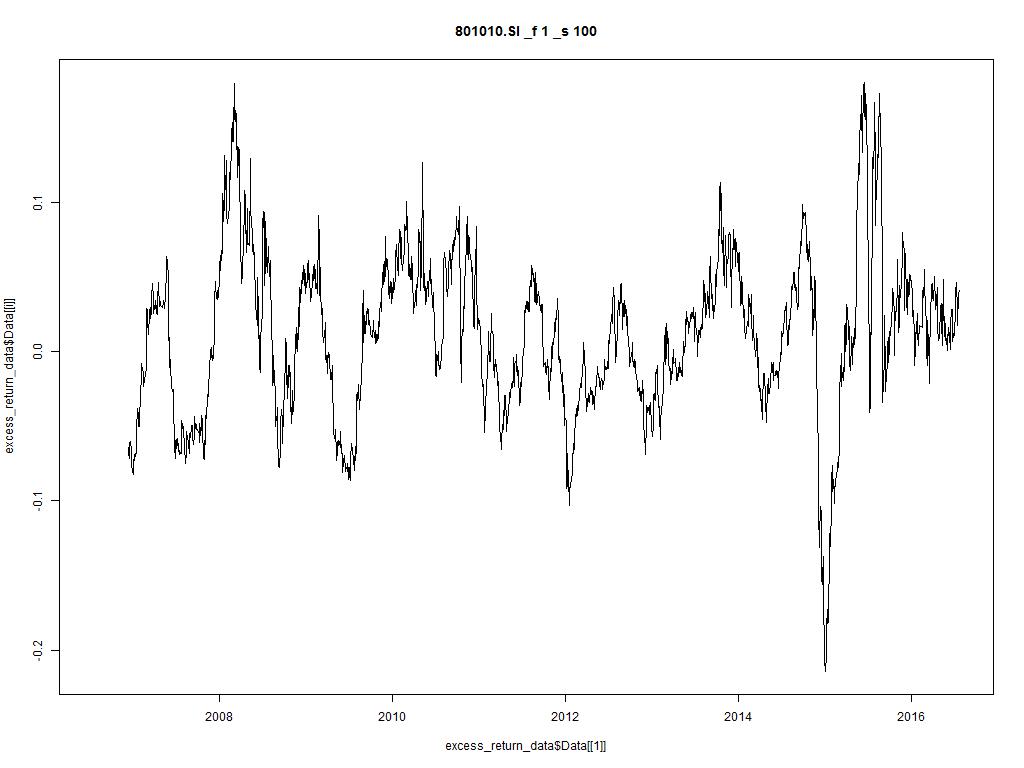 801010.SI _f 1 _s 100
excess_return_data$Data[[i]]
0.1
0.0
-0.1
-0.2
2008 2010 2012 2014 2016
excess_return_data$Data[[1]]